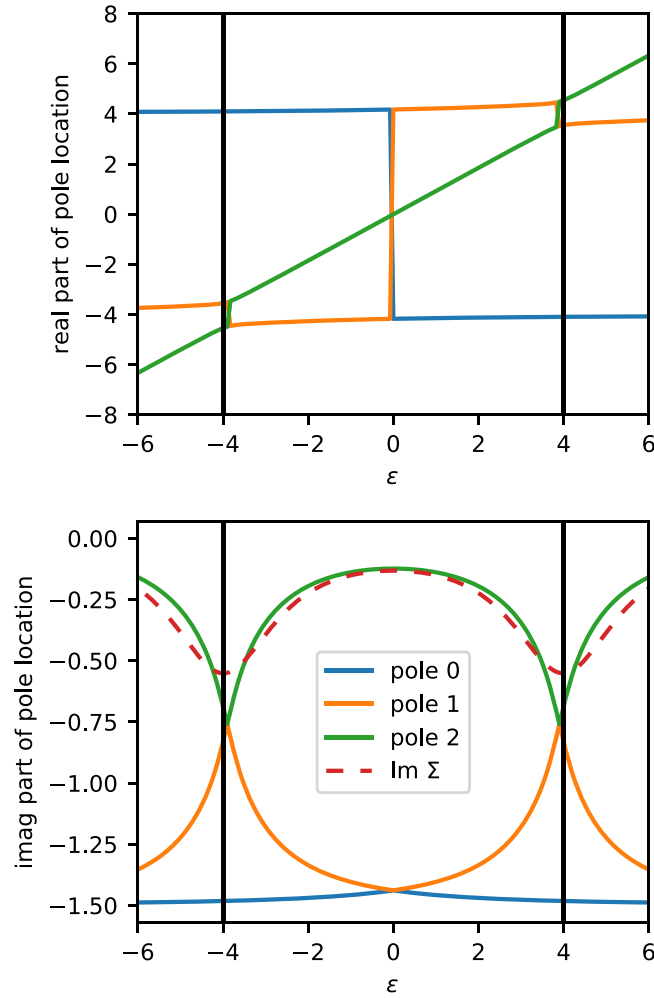 8
6
4
2
0
−2
−4
−6
−8
real part of pole location
−6 −4 −2 0 2 4 6
ε
0.00
−0.25
−0.50
−0.75
−1.00
−1.25
−1.50
imag part of pole location
pole 0
pole 1
pole 2
Im Σ
−6 −4 −2 0 2 4 6
ε